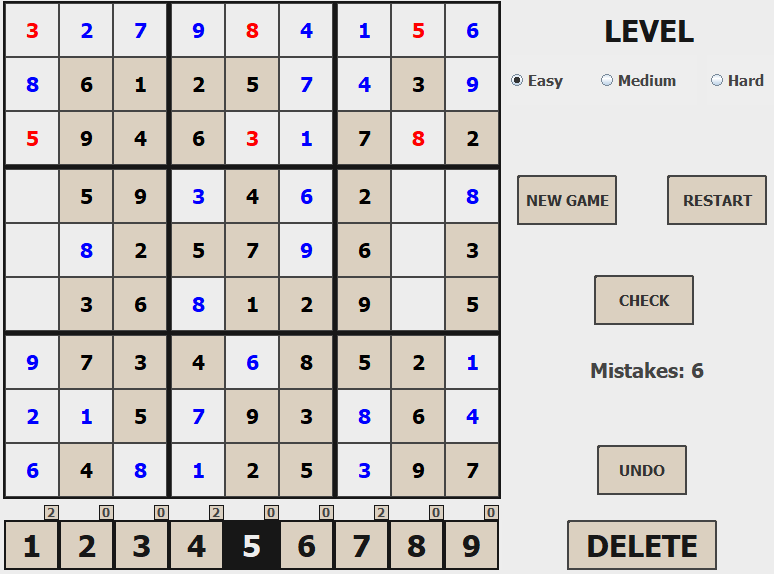 3 2 7 9 8 4 1 5 6
LEVEL
8 6 1 2 5 7 4 3 9
Easy Medium Hard
5 9 4 6 3 1 7 8 2
5 9 3 4 6 2 8
NEW GAME RESTART
8 2 5 7 9 6 3
3 6 8 1 2 9 5
CHECK
9 7 3 4 6 8 5 2 1
Mistakes: 6
2 1 5 7 9 3 8 6 4
6 4 8 1 2 5 3 9 7
UNDO
2 0 0 2 0 0 2 0 0
1 2 3 4 5 6 7 8 9
DELETE